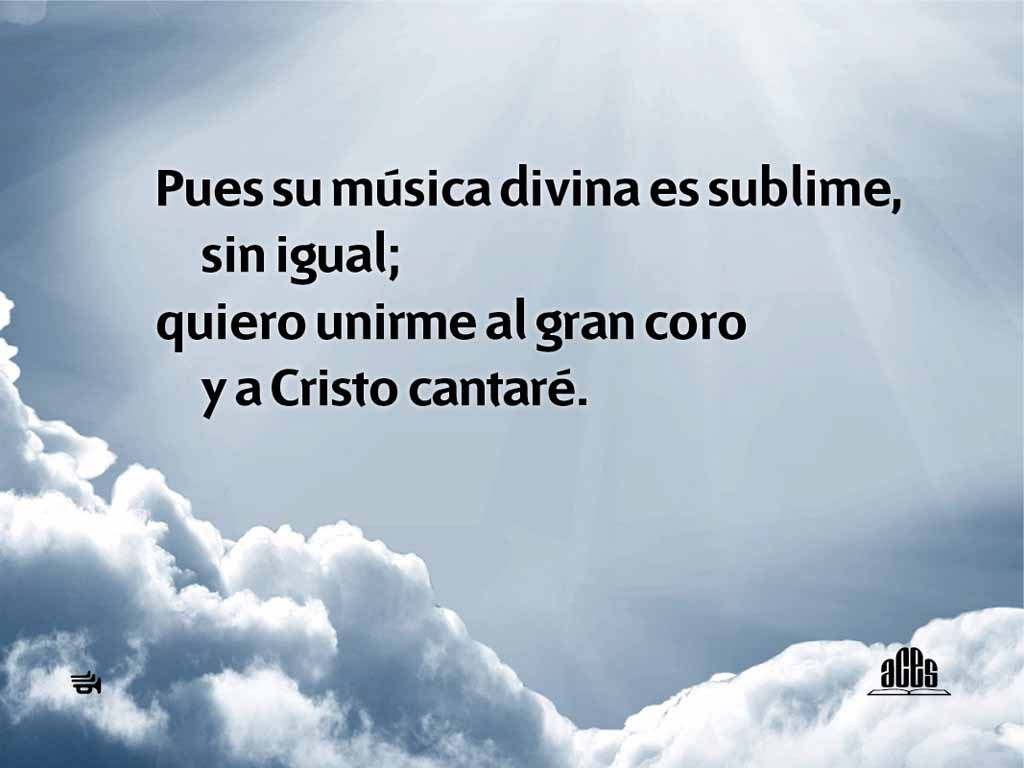 Pues su música divina es sublime,
sin igual;
quiero unirme al gran coro
y a Cristo cantaré.
aces